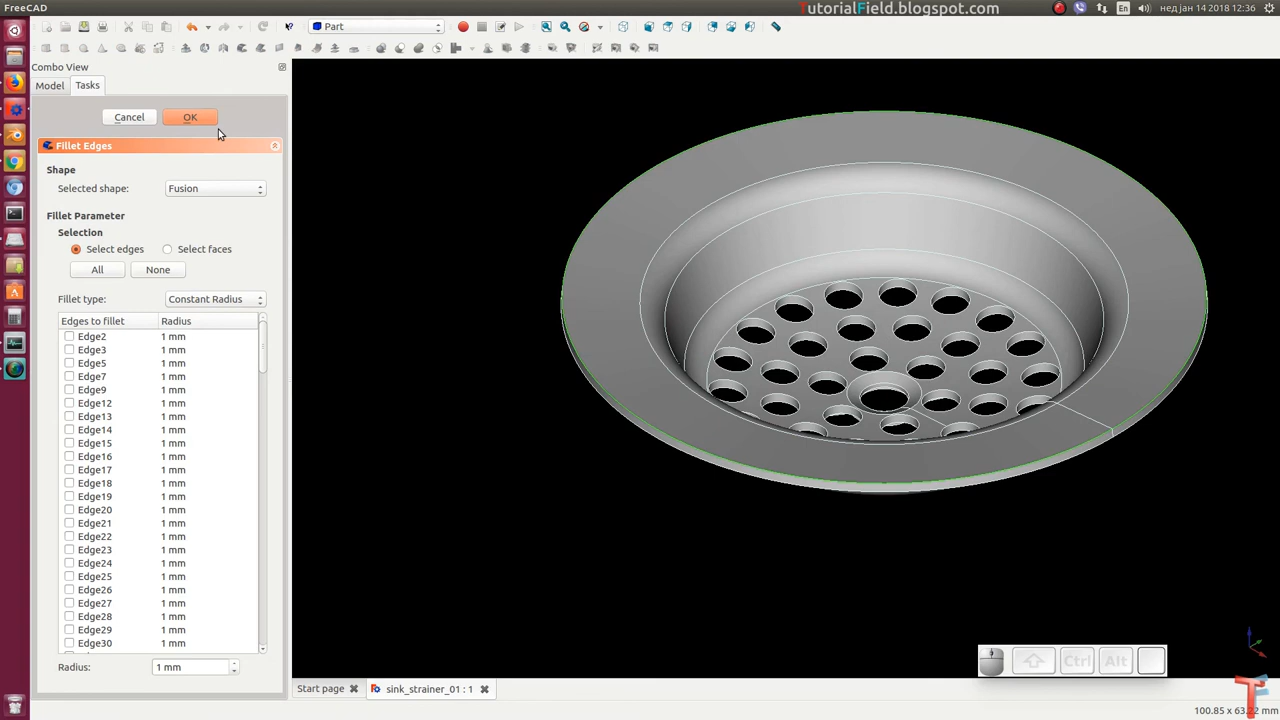 FreeCAD
TutorialField.blogspot.com
En
нед јан 14 2018 12:36
Part
Combo View
Model
Tasks
Cancel
OK
Fillet Edges
Shape
Selected shape:
Fusion
Fillet Parameter
Selection
Select edges
Select faces
All
None
Fillet type:
Constant Radius
Edges to fillet Radius
Edge2 1 mm
Edge3 1 mm
Edge5 1 mm
Edge7 1 mm
Edge9 1 mm
Edge12 1 mm
Edge13 1 mm
Edge14 1 mm
Edge15 1 mm
Edge16 1 mm
Edge17 1 mm
Edge18 1 mm
Edge19 1 mm
Edge20 1 mm
Edge21 1 mm
Edge22 1 mm
Edge23 1 mm
Edge24 1 mm
Edge25 1 mm
Edge26 1 mm
Edge27 1 mm
Edge28 1 mm
Edge29 1 mm
Edge30 1 mm
Radius:
1 mm
Ctrl
Alt
Start page
sink_strainer_01 : 1
100.85 x 63.22 mm